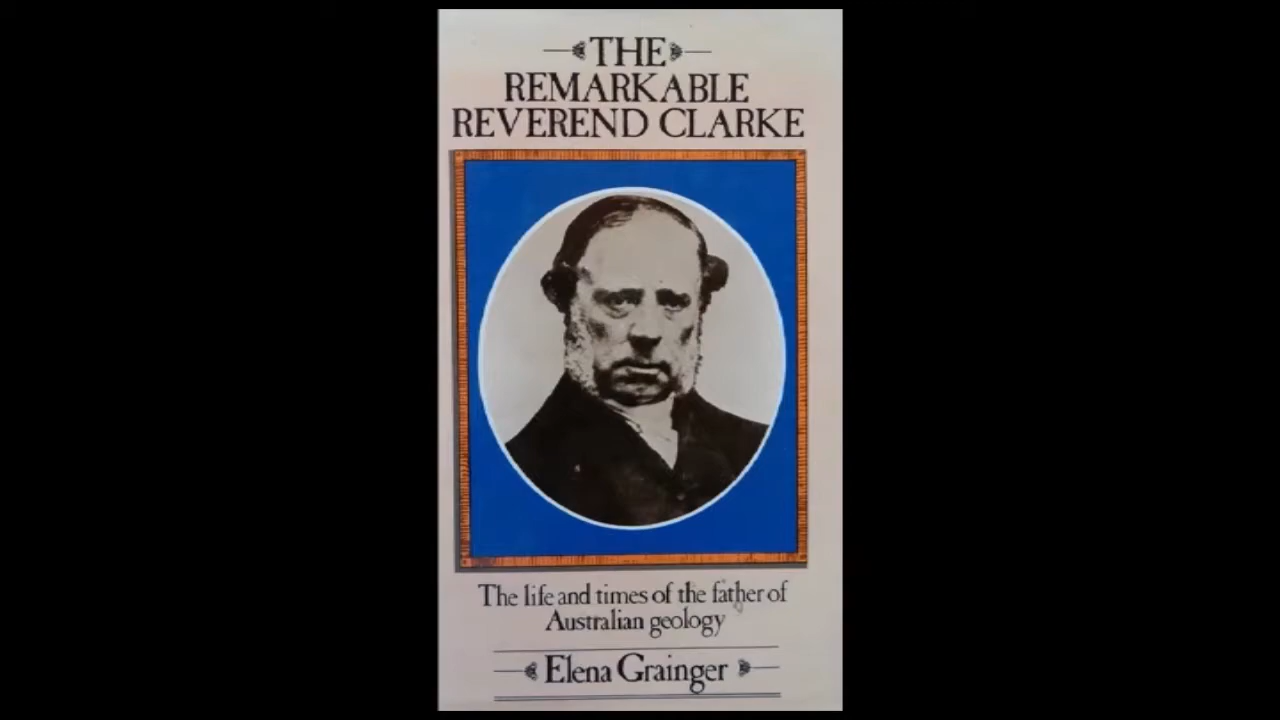 THE
REMARKABLE
REVEREND CLARKE
The life and times of the father of
Australian geology
Elena Grainger